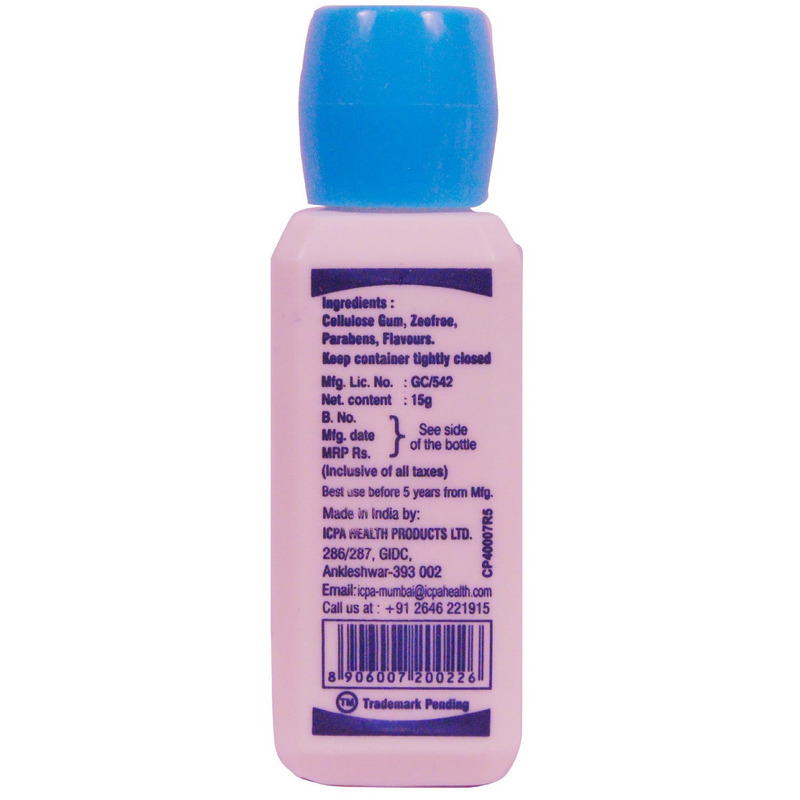 Ingredients :
Cellulose Gum, Zeofree,
Parabens, Flavours.
Keep container tightly closed
Mfg. Lic. No. : GC/542
Net. content : 15g
B. No.
Mfg. date
MRP Rs.
} See side
of the bottle
(Inclusive of all taxes)
Best use before 5 years from Mfg.
Made in India by:
ICPA HEALTH PRODUCTS LTD.
286/287, GIDC,
Ankleshwar-393 002
Email:icpa-mumbai@icpahealth.com
Call us at : +91 2646 221915
CP40007R5
8 906007 200226
TM Trademark Pending